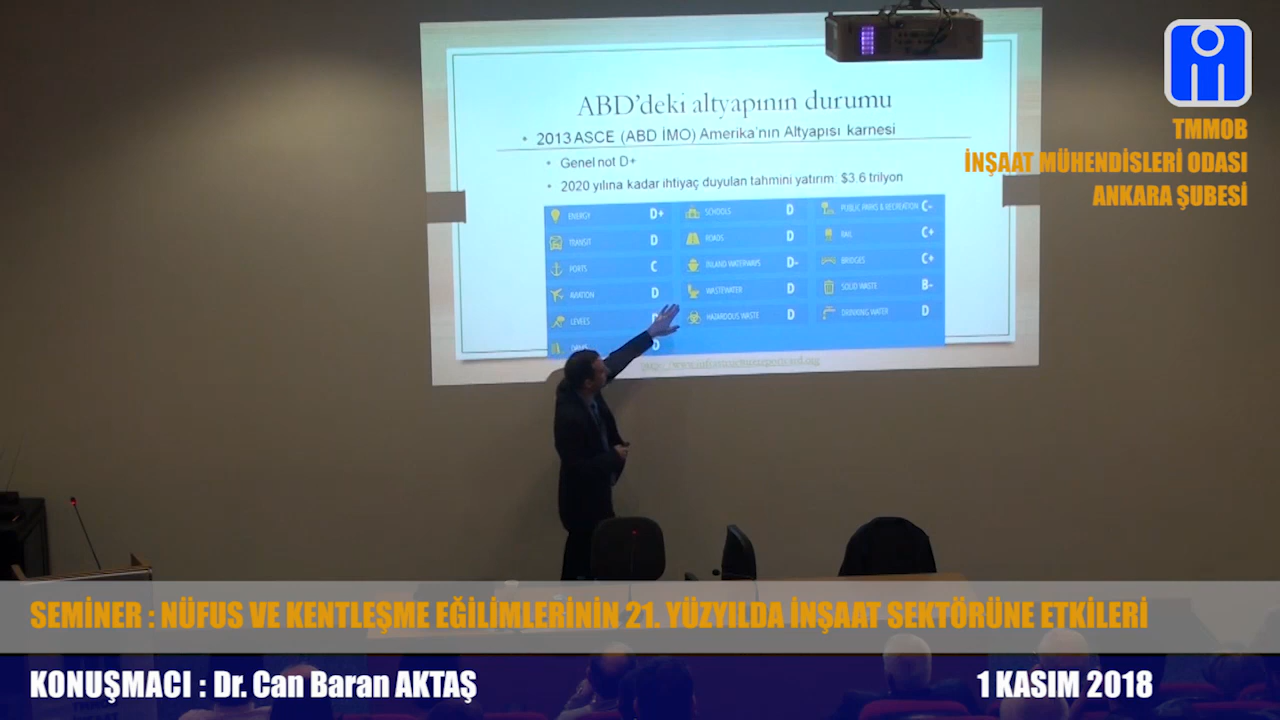 ABD'deki altyapının durumu
• 2013 ASCE (ABD İMO) Amerika'nın Altyapısı karnesi
• Genel not D+
• 2020 yılına kadar ihtiyaç duyulan tahmini yatırım $3.6 trilyon
ENERGY D+
TRANSIT D
PORTS C
AVIATION D
LEVEES
DAMS D
SCHOOLS D
ROADS D
INLAND WATERWAYS D-
WASTEWATER D
HAZARDOUS WASTE D
PUBLIC PARKS & RECREATION C-
RAIL C+
BRIDGES C+
SOLID WASTE B-
DRINKING WATER D
TMMOB
İNŞAAT MÜHENDİSLERİ ODASI
ANKARA ŞUBESİ
SEMİNER : NÜFUS VE KENTLEŞME EĞİLİMLERİNİN 21. YÜZYILDA İNŞAAT SEKTÖRÜNE ETKİLERİ
KONUŞMACI : Dr. Can Baran AKTAŞ
1 KASIM 2018
TMMOB